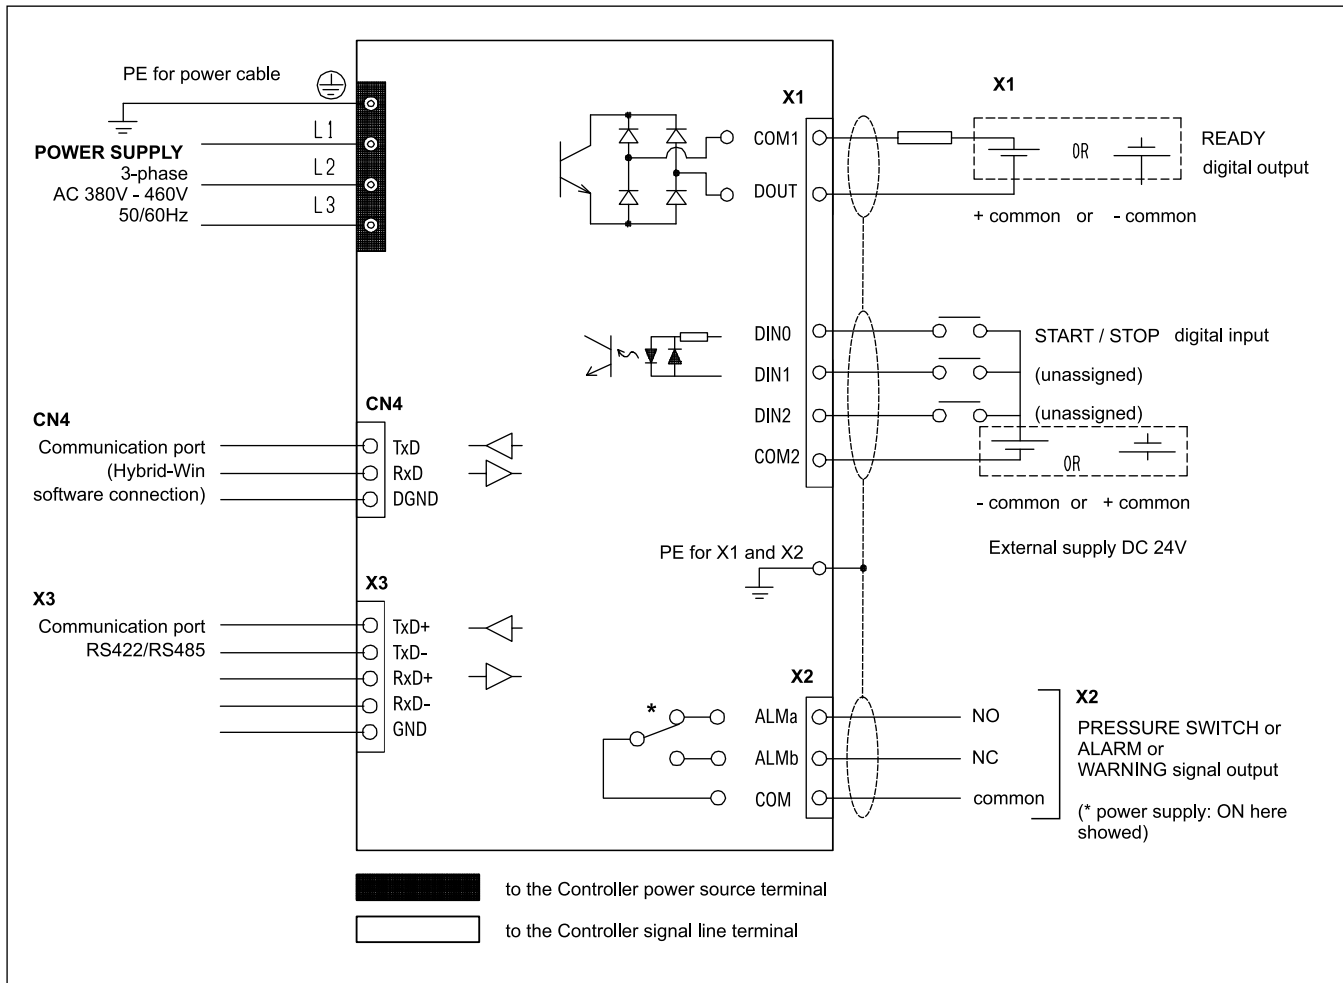 PE for power cable
L1
POWER SUPPLY
3-phase
L2
AC 380V - 460V
50/60Hz
L3
X1
X1
COM1
OR
READY
digital output
DOUT
+ common or - common
DIN0
START / STOP digital input
DIN1
(unassigned)
DIN2
(unassigned)
COM2
OR
- common or + common
External supply DC 24V
CN4
CN4
Communication port
(Hybrid-Win
software connection)
TxD
RxD
DGND
PE for X1 and X2
X3
X3
Communication port
RS422/RS485
TxD+
TxD-
RxD+
RxD-
GND
X2
*
ALMa
NO
ALMb
NC
COM
common
X2
PRESSURE SWITCH or
ALARM or
WARNING signal output
(* power supply: ON here
showed)
to the Controller power source terminal
to the Controller signal line terminal